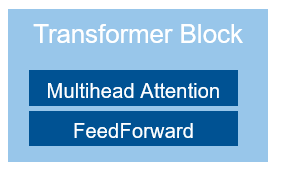 Transformer Block
Multihead Attention
FeedForward